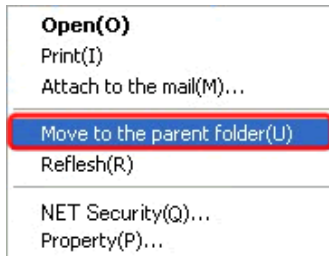 Open(O)
Print(I)
Attach to the mail(M)...
Move to the parent folder(U)
Reflesh(R)
NET Security(Q)...
Property(P)...